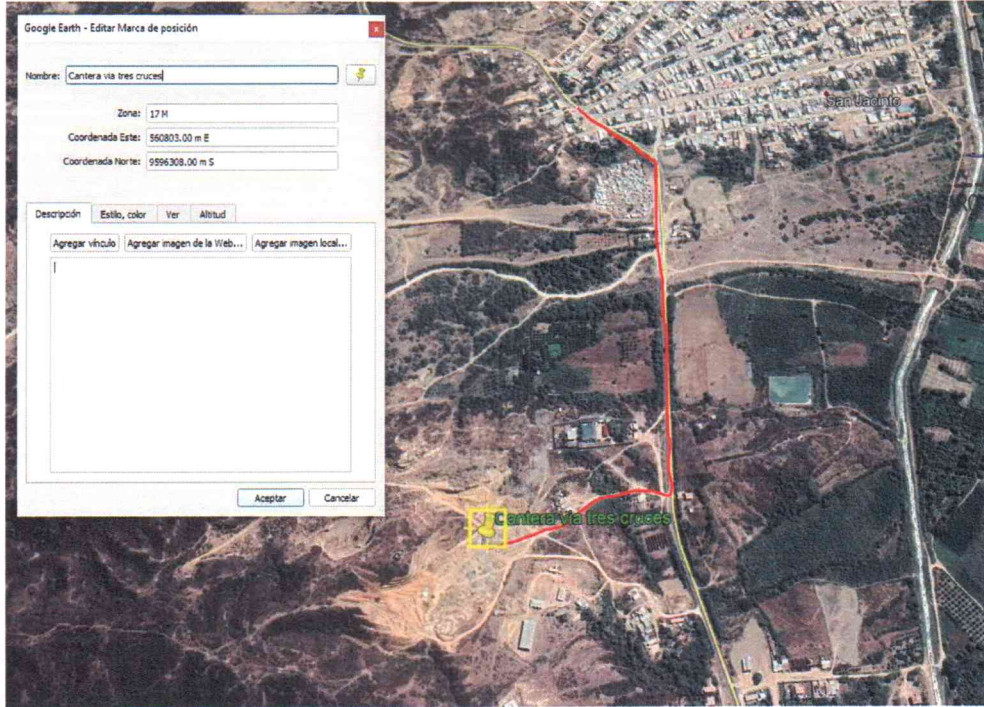 Google Earth - Editar Marca de posición
Nombre: Cantera via tres cruces
Zona: 17 M
Coordenada Este: 560803.00 m E
Coordenada Norte: 9596308.00 m S
Descripción Estilo, color Ver Altitud
Agregar vínculo Agregar imagen de la Web... Agregar imagen local...
Aceptar Cancelar
San Jacinto
Cantera via tres cruces